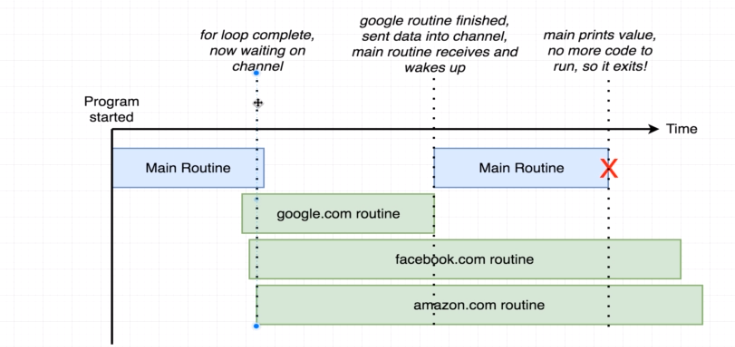 for loop complete,
now waiting on
channel
google routine finished,
sent data into channel,
main routine receives and
wakes up
main prints value,
no more code to
run, so it exits!
Program
started
Time
Main Routine
Main Routine
X
google.com routine
facebook.com routine
amazon.com routine